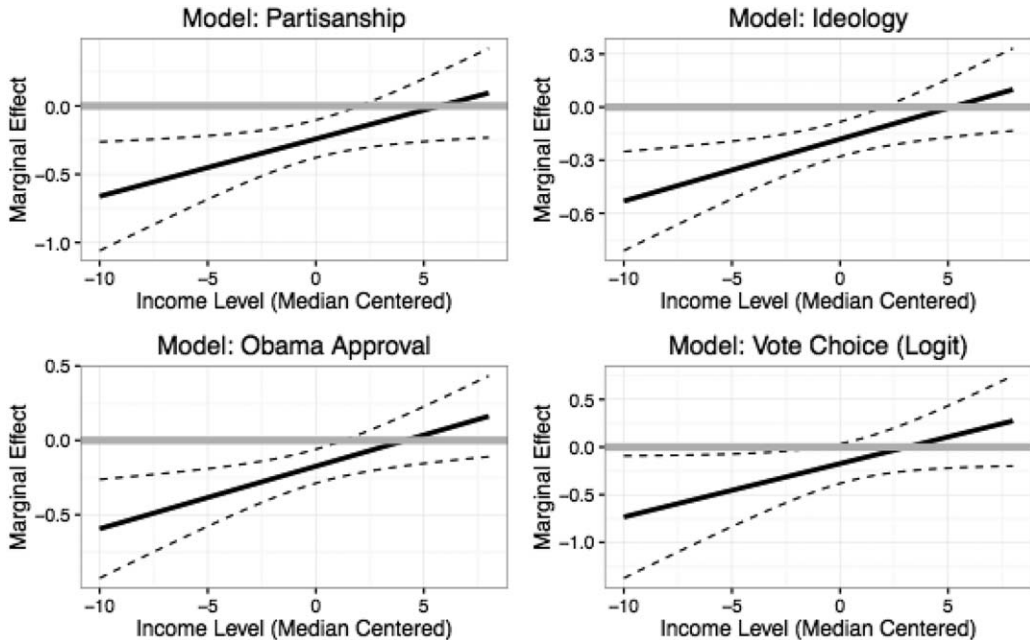 Model: Partisanship
0.0
−0.5
−1.0
Marginal Effect
−10 −5 0 5
Income Level (Median Centered)
Model: Ideology
0.3
0.0
−0.3
−0.6
Marginal Effect
−10 −5 0 5
Income Level (Median Centered)
Model: Obama Approval
0.5
0.0
−0.5
Marginal Effect
−10 −5 0 5
Income Level (Median Centered)
Model: Vote Choice (Logit)
0.5
0.0
−0.5
−1.0
Marginal Effect
−10 −5 0 5
Income Level (Median Centered)